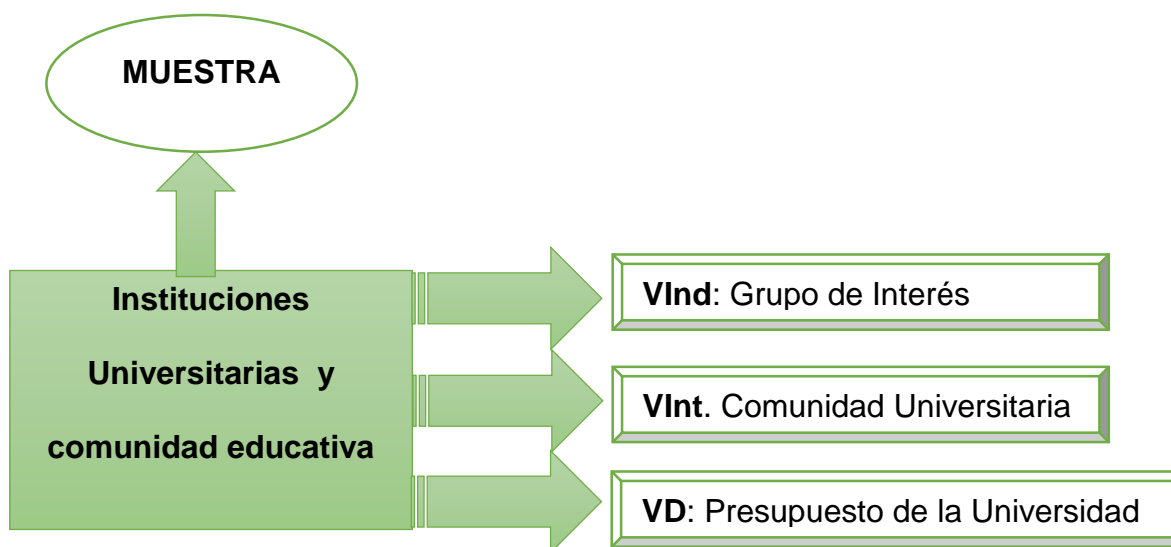 MUESTRA
Instituciones
Universitarias y
comunidad educativa
VInd: Grupo de Interés
VInt. Comunidad Universitaria
VD: Presupuesto de la Universidad